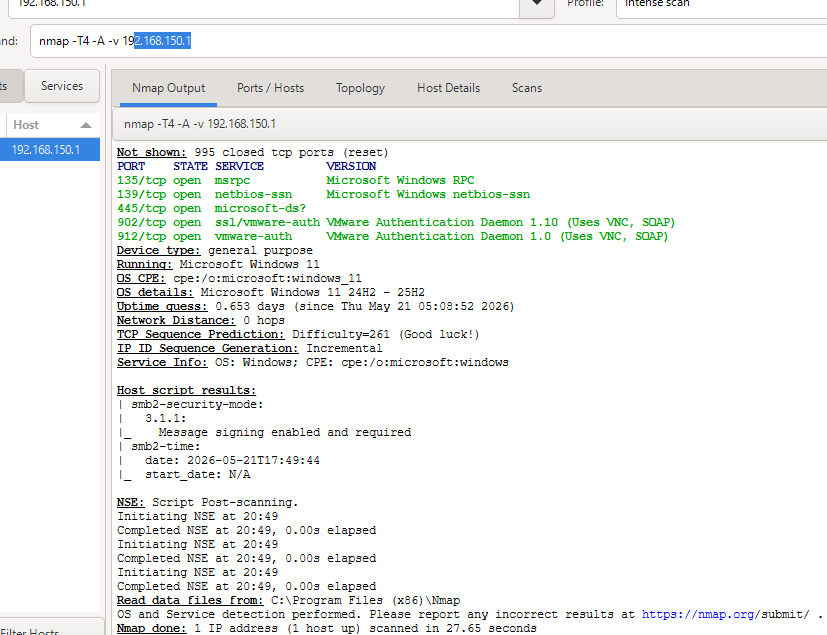 192.168.150.1 Profile: Intense scan
nmap -T4 -A -v 192.168.150.1
Services
Nmap Output Ports / Hosts Topology Host Details Scans
Host
nmap -T4 -A -v 192.168.150.1
192.168.150.1
Not shown: 995 closed tcp ports (reset)
PORT STATE SERVICE VERSION
135/tcp open msrpc Microsoft Windows RPC
139/tcp open netbios-ssn Microsoft Windows netbios-ssn
445/tcp open microsoft-ds?
902/tcp open ssl/vmware-auth VMware Authentication Daemon 1.10 (Uses VNC, SOAP)
912/tcp open vmware-auth VMware Authentication Daemon 1.0 (Uses VNC, SOAP)
Device type: general purpose
Running: Microsoft Windows 11
OS CPE: cpe:/o:microsoft:windows_11
OS details: Microsoft Windows 11 24H2 - 25H2
Uptime guess: 0.653 days (since Thu May 21 05:08:52 2026)
Network Distance: 0 hops
TCP Sequence Prediction: Difficulty=261 (Good luck!)
IP ID Sequence Generation: Incremental
Service Info: OS: Windows; CPE: cpe:/o:microsoft:windows
Host script results:
| smb2-security-mode:
|   3.1.1:
|_    Message signing enabled and required
| smb2-time:
|   date: 2026-05-21T17:49:44
|_  start_date: N/A
NSE: Script Post-scanning.
Initiating NSE at 20:49
Completed NSE at 20:49, 0.00s elapsed
Initiating NSE at 20:49
Completed NSE at 20:49, 0.00s elapsed
Initiating NSE at 20:49
Completed NSE at 20:49, 0.00s elapsed
Read data files from: C:\Program Files (x86)\Nmap
OS and Service detection performed. Please report any incorrect results at https://nmap.org/submit/ .
Nmap done: 1 IP address (1 host up) scanned in 27.65 seconds
Filter Hosts